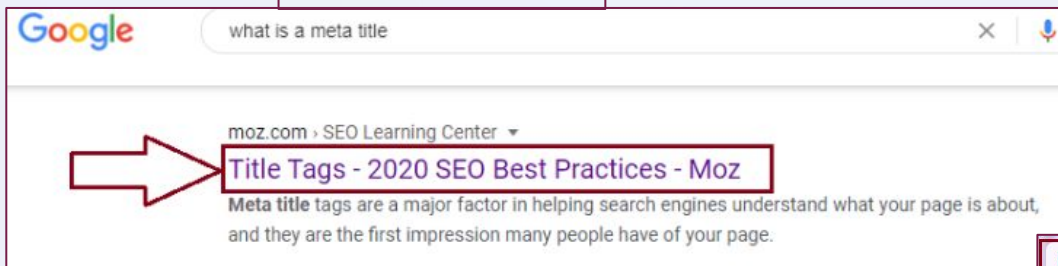 Google
what is a meta title
moz.com › SEO Learning Center
Title Tags - 2020 SEO Best Practices - Moz
Meta title tags are a major factor in helping search engines understand what your page is about,
and they are the first impression many people have of your page.